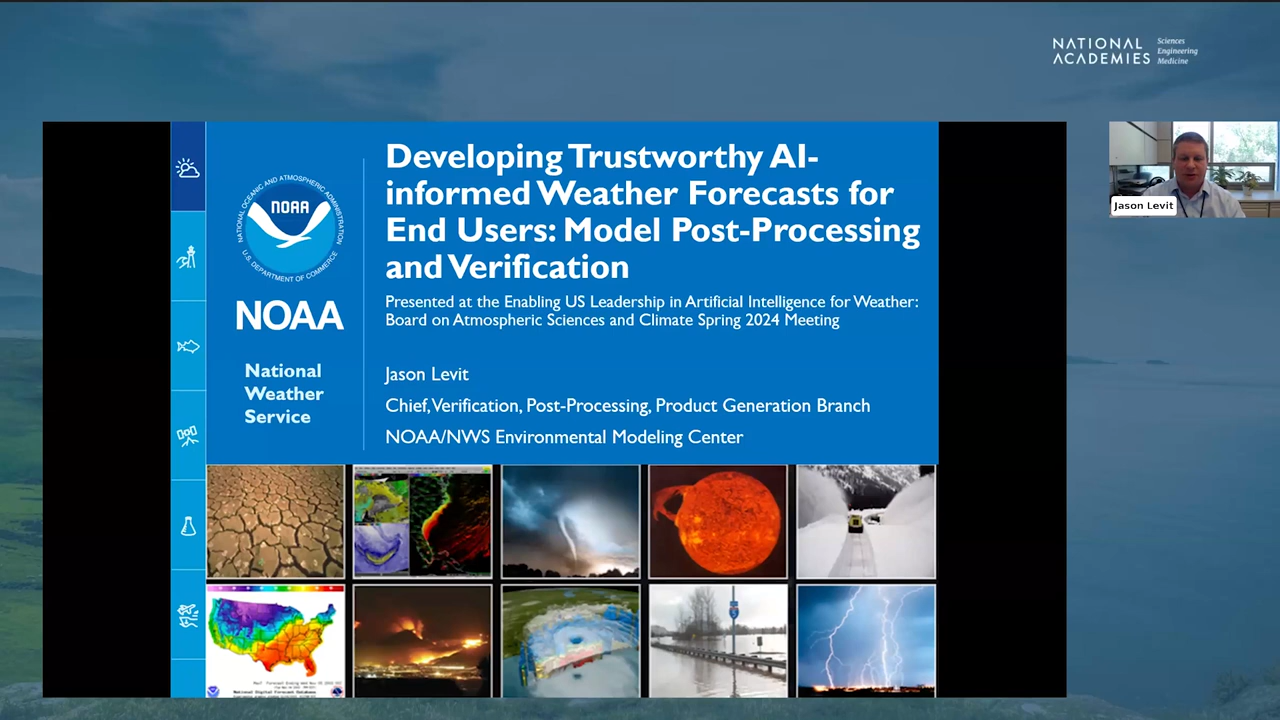 NATIONAL ACADEMIES
Sciences
Engineering
Medicine
Developing Trustworthy AI-
informed Weather Forecasts for
End Users: Model Post-Processing
and Verification
Presented at the Enabling US Leadership in Artificial Intelligence for Weather:
Board on Atmospheric Sciences and Climate Spring 2024 Meeting
Jason Levit
Chief, Verification, Post-Processing, Product Generation Branch
NOAA/NWS Environmental Modeling Center
NATIONAL OCEANIC AND ATMOSPHERIC ADMINISTRATION
NOAA
U.S. DEPARTMENT OF COMMERCE
NOAA
National
Weather
Service
Jason Levit
National Digital Forecast Database